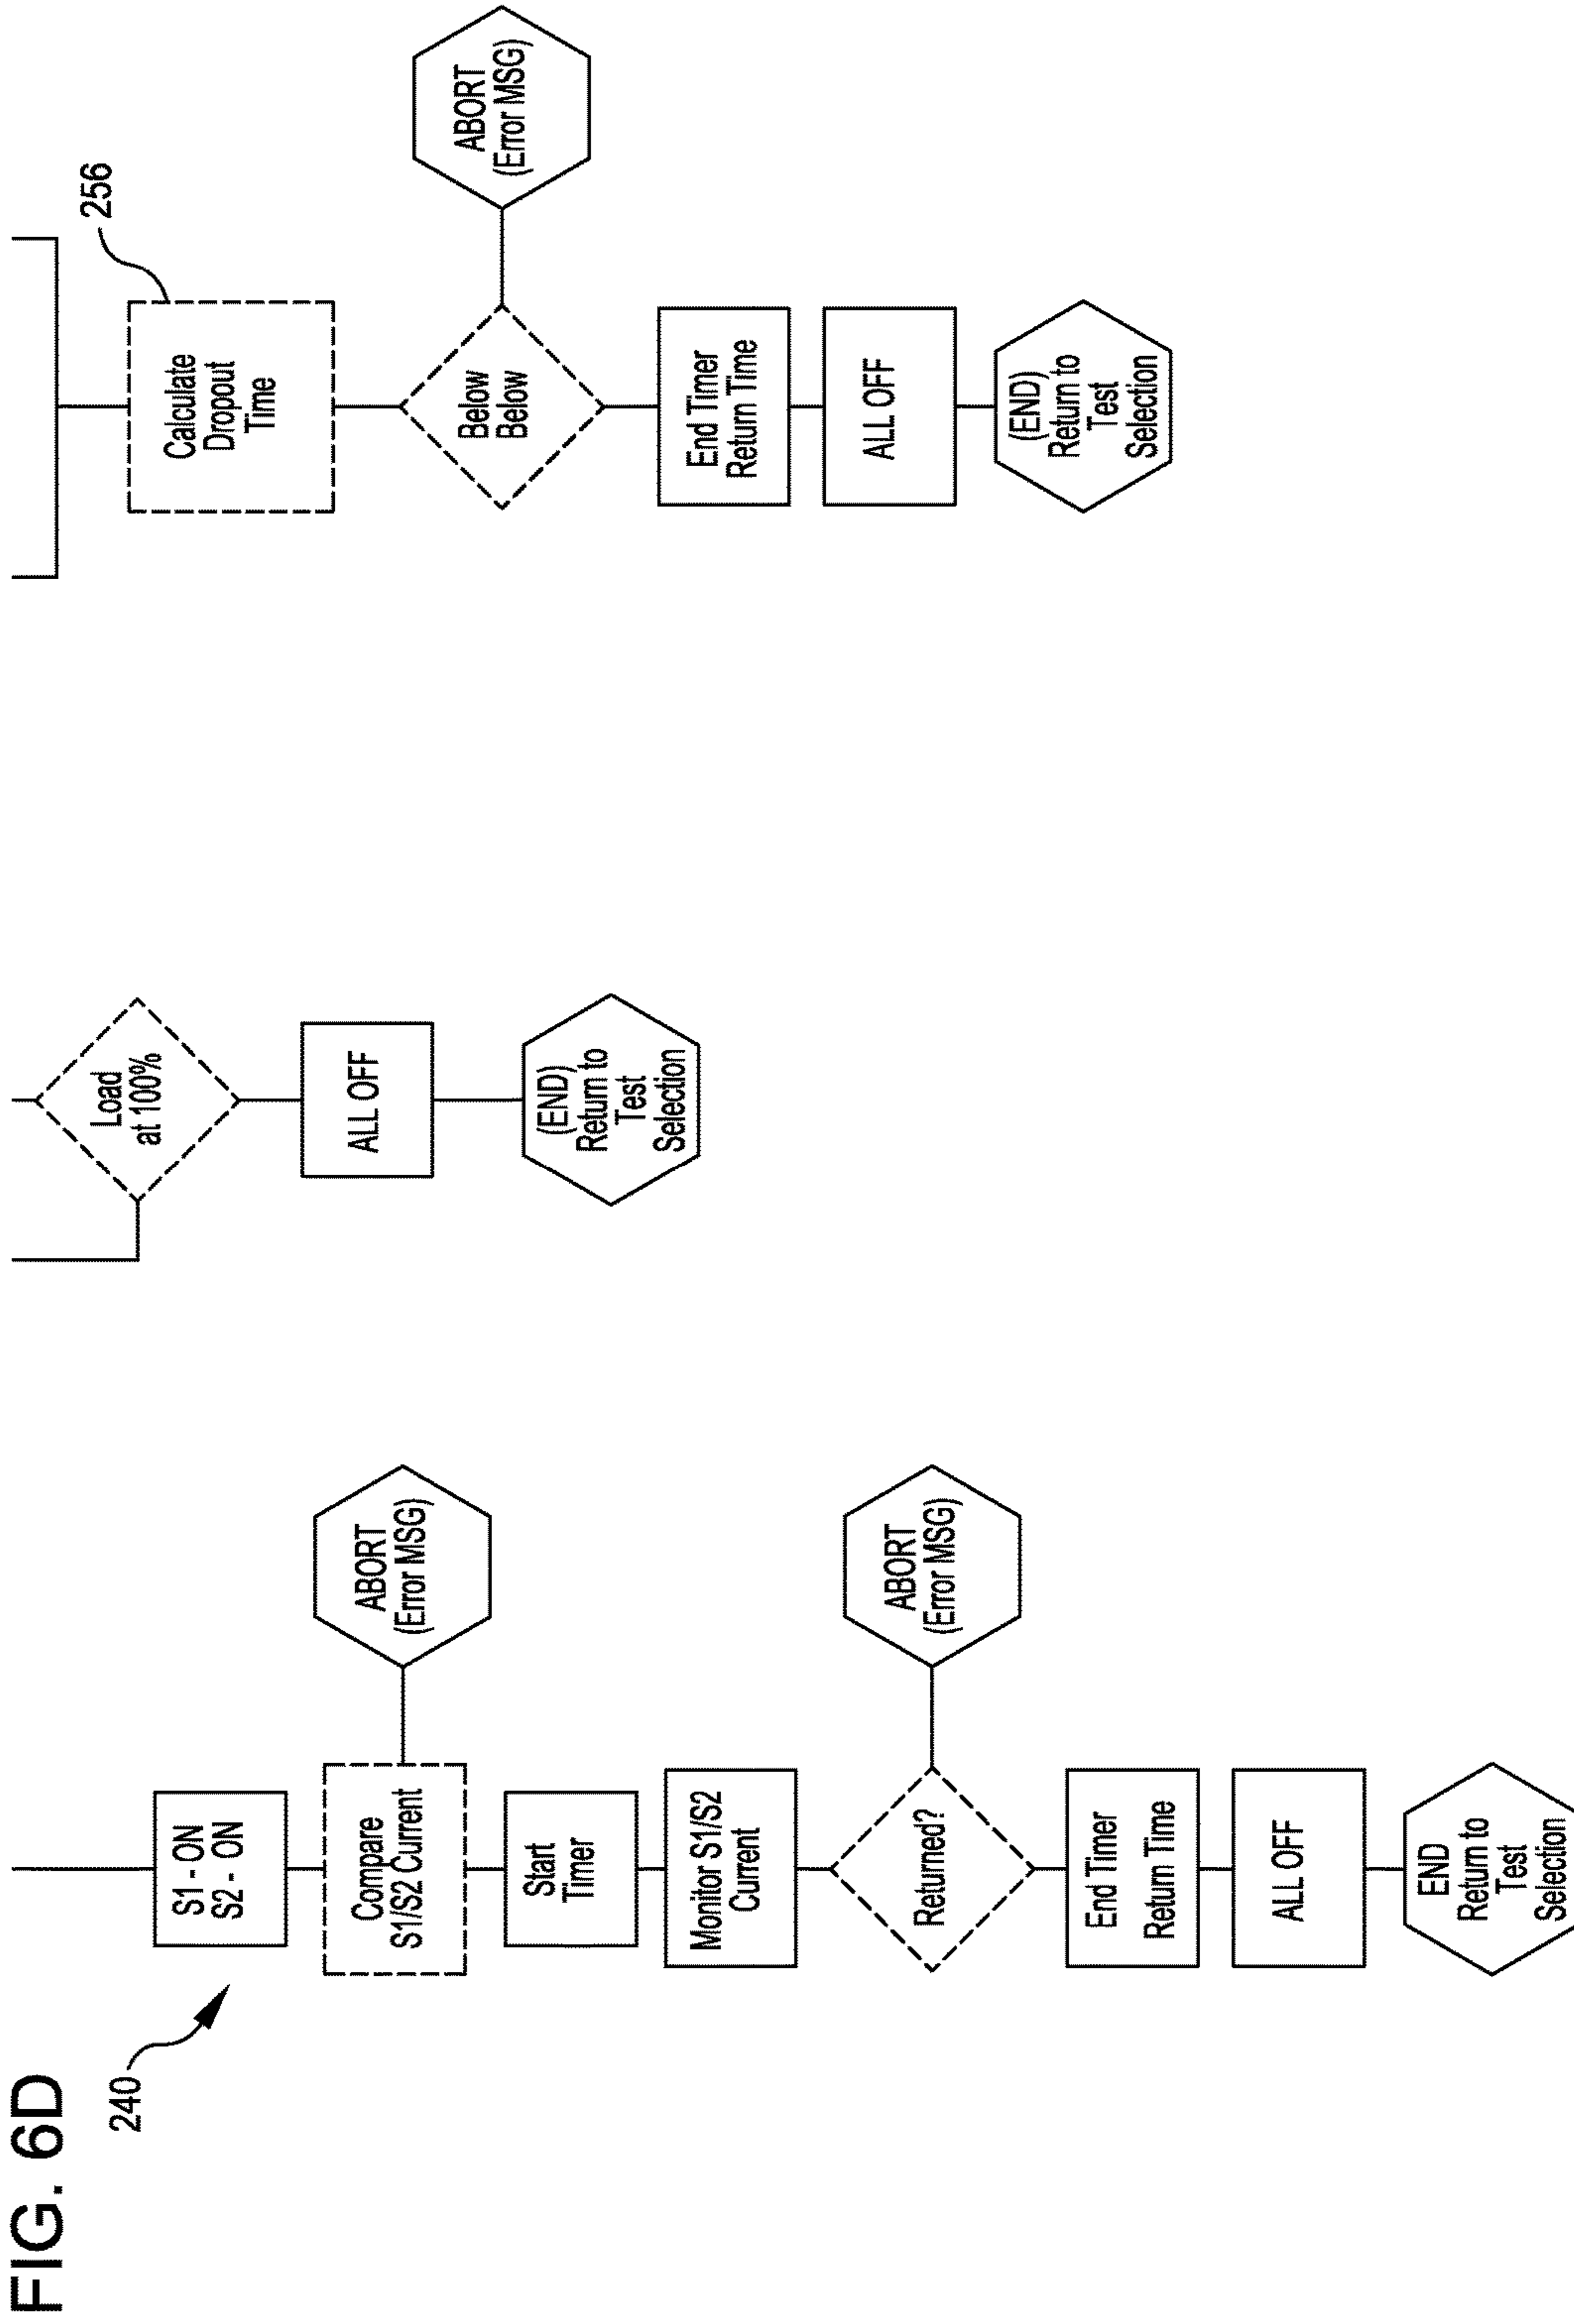 FIG. 6D
240
S1 - ON
S2 - ON
Compare
S1/S2 Current
ABORT
(Error MSG)
Start
Timer
Monitor S1/S2
Current
Returned?
ABORT
(Error MSG)
End Timer
Return Time
ALL OFF
END
Return to
Test
Selection
Load
at 100%
ALL OFF
(END)
Return to
Test
Selection
256
Calculate
Dropout
Time
Below
Below
ABORT
(Error MSG)
End Timer
Return Time
ALL OFF
(END)
Return to
Test
Selection